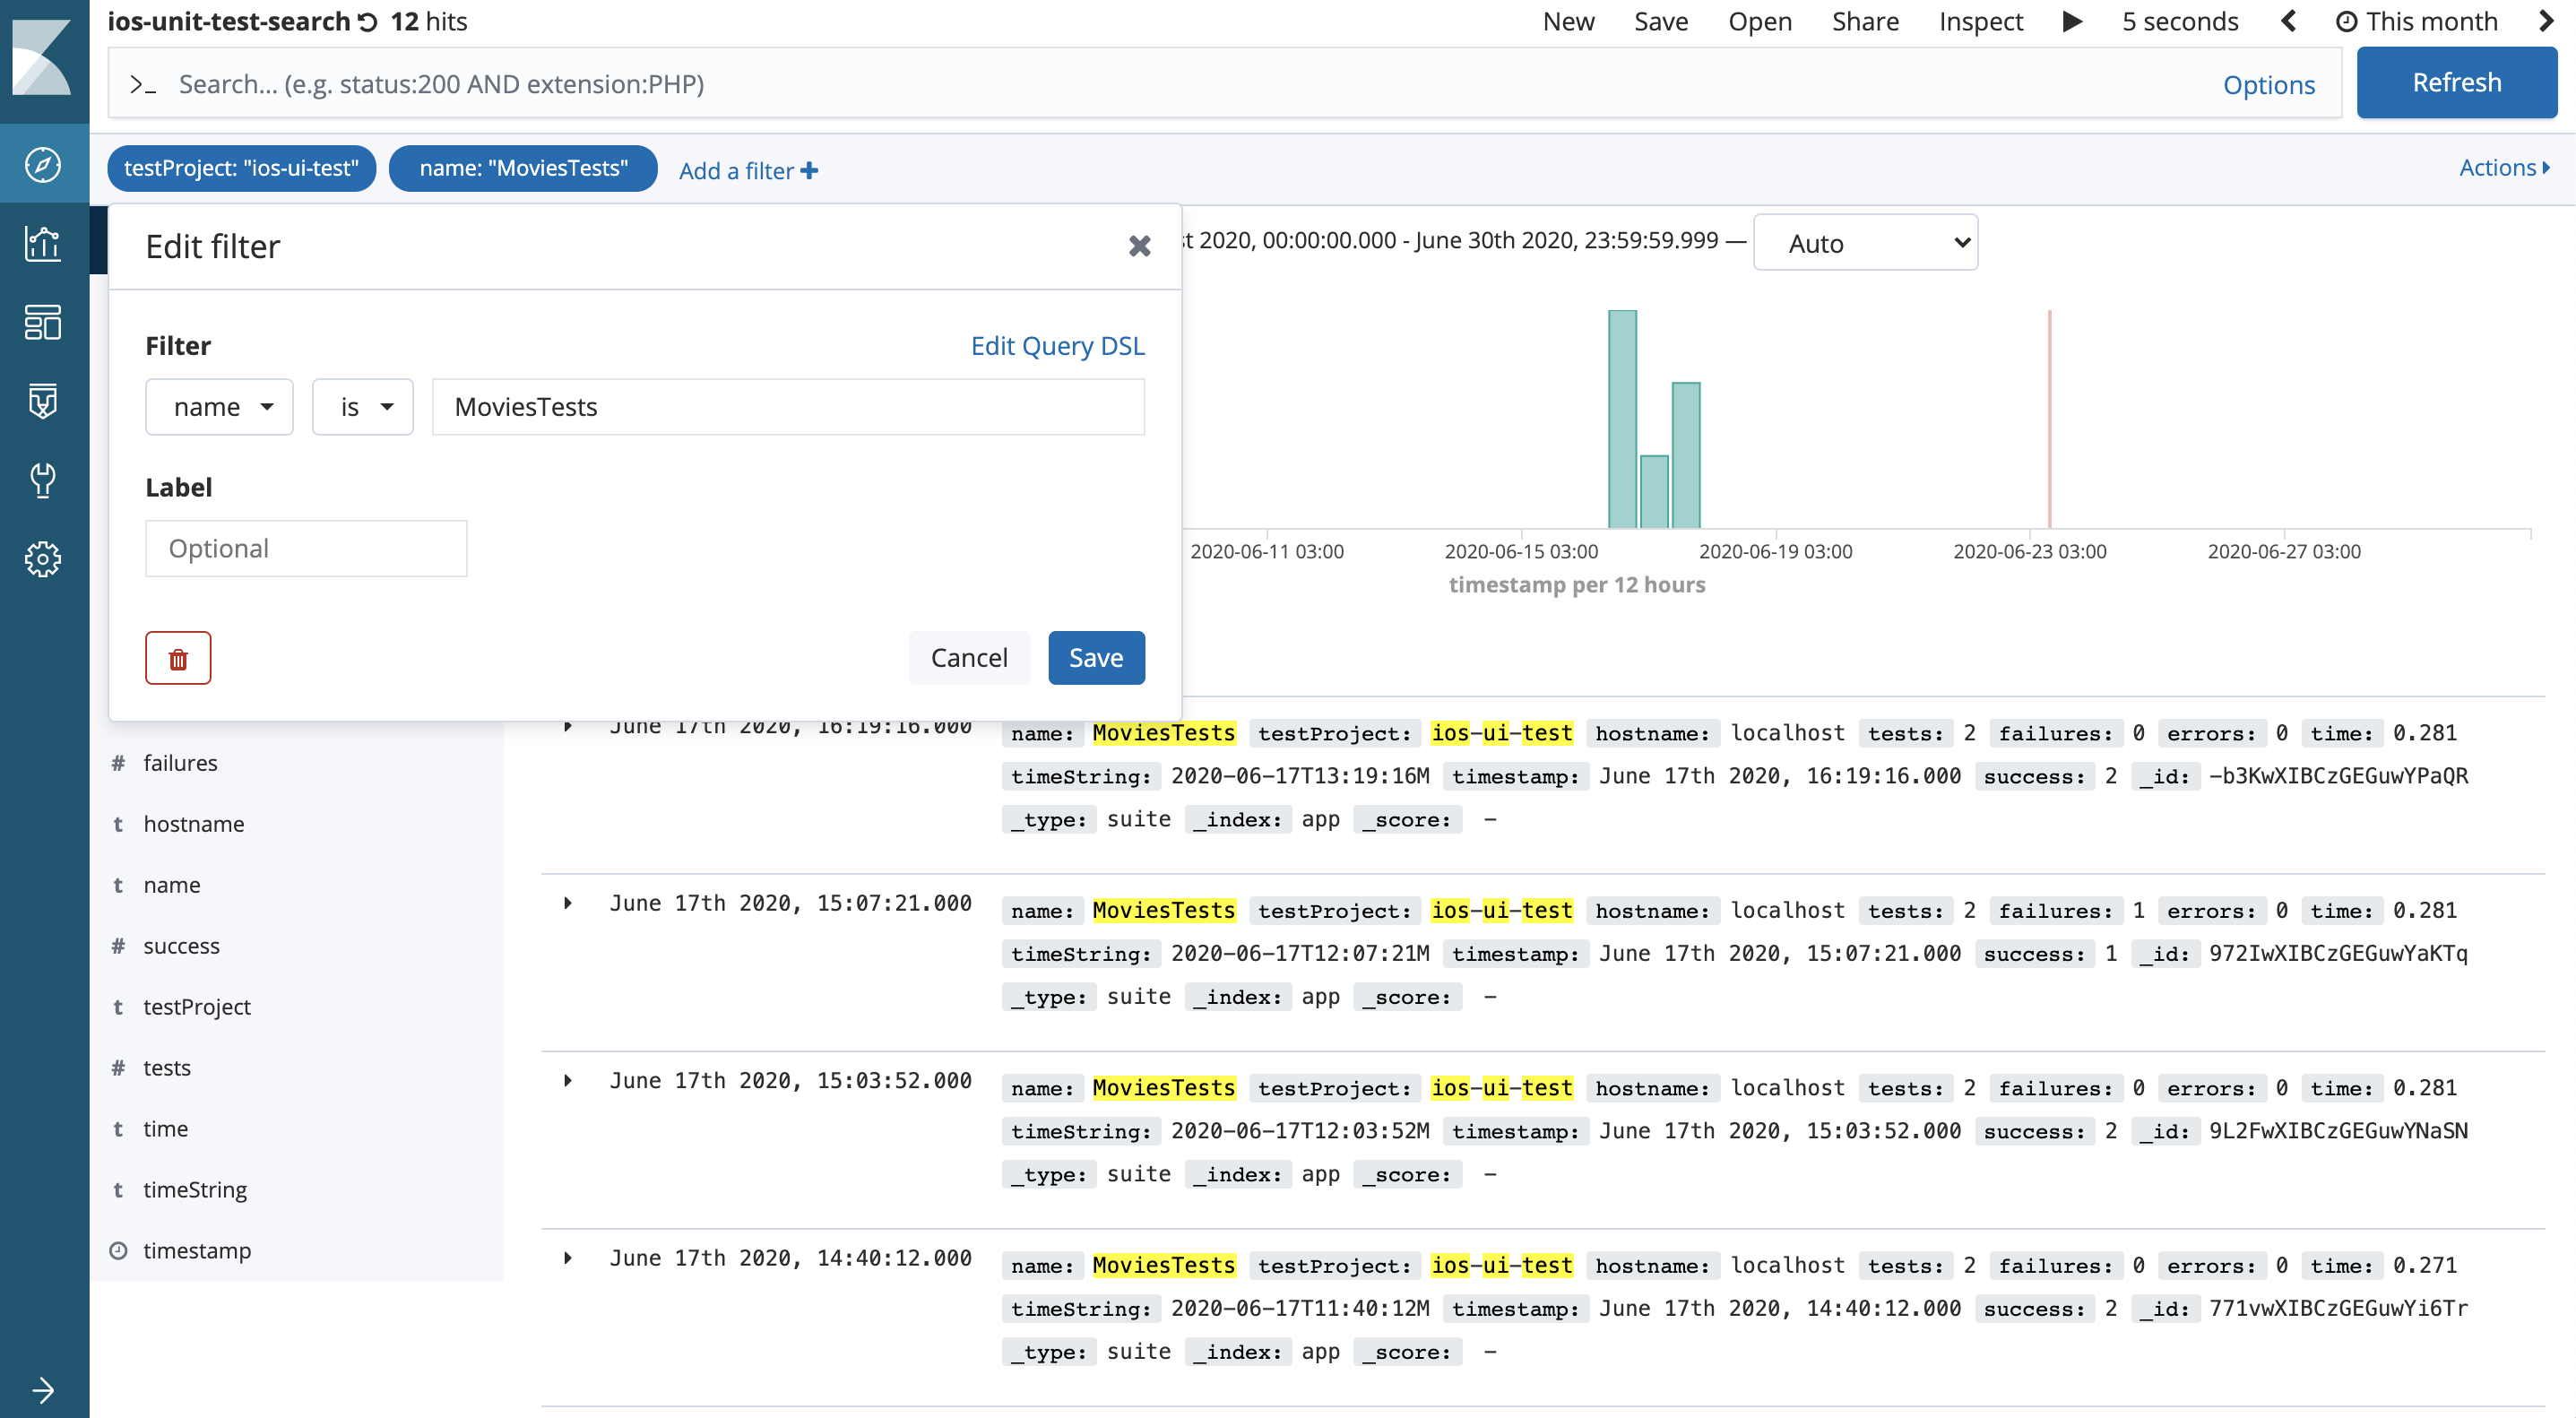 ios-unit-test-search 12 hits
New Save Open Share Inspect 5 seconds This month
>_ Search... (e.g. status:200 AND extension:PHP) Options Refresh
testProject: "ios-ui-test" name: "MoviesTests" Add a filter Actions
Edit filter
st 2020, 00:00:00.000 - June 30th 2020, 23:59:59.999 — Auto
Filter Edit Query DSL
name is MoviesTests
Label
Optional
Cancel Save
2020-06-11 03:00 2020-06-15 03:00 2020-06-19 03:00 2020-06-23 03:00 2020-06-27 03:00
timestamp per 12 hours
# failures
t hostname
t name
# success
t testProject
# tests
t time
t timeString
timestamp
June 17th 2020, 16:19:16.000
name: MoviesTests testProject: ios-ui-test hostname: localhost tests: 2 failures: 0 errors: 0 time: 0.281
timeString: 2020-06-17T13:19:16M timestamp: June 17th 2020, 16:19:16.000 success: 2 _id: -b3KwXIBCzGEGuwYPaQR
_type: suite _index: app _score: -
June 17th 2020, 15:07:21.000
name: MoviesTests testProject: ios-ui-test hostname: localhost tests: 2 failures: 1 errors: 0 time: 0.281
timeString: 2020-06-17T12:07:21M timestamp: June 17th 2020, 15:07:21.000 success: 1 _id: 972IwXIBCzGEGuwYaKTq
_type: suite _index: app _score: -
June 17th 2020, 15:03:52.000
name: MoviesTests testProject: ios-ui-test hostname: localhost tests: 2 failures: 0 errors: 0 time: 0.281
timeString: 2020-06-17T12:03:52M timestamp: June 17th 2020, 15:03:52.000 success: 2 _id: 9L2FwXIBCzGEGuwYNaSN
_type: suite _index: app _score: -
June 17th 2020, 14:40:12.000
name: MoviesTests testProject: ios-ui-test hostname: localhost tests: 2 failures: 0 errors: 0 time: 0.271
timeString: 2020-06-17T11:40:12M timestamp: June 17th 2020, 14:40:12.000 success: 2 _id: 771vwXIBCzGEGuwYi6Tr
_type: suite _index: app _score: -